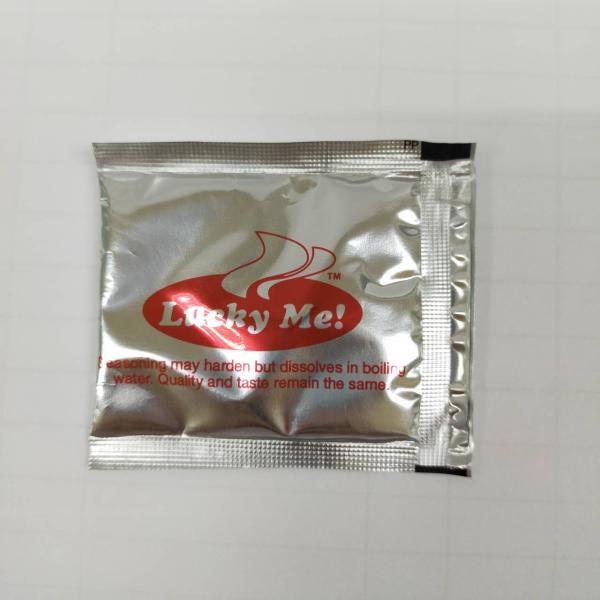 PP
Lucky Me!™
Seasoning may harden but dissolves in boiling
water. Quality and taste remain the same.